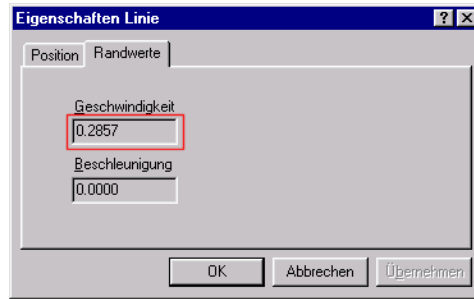 Eigenschaften Linie
Position Randwerte
Geschwindigkeit
0.2857
Beschleunigung
0.0000
OK Abbrechen Übernehmen